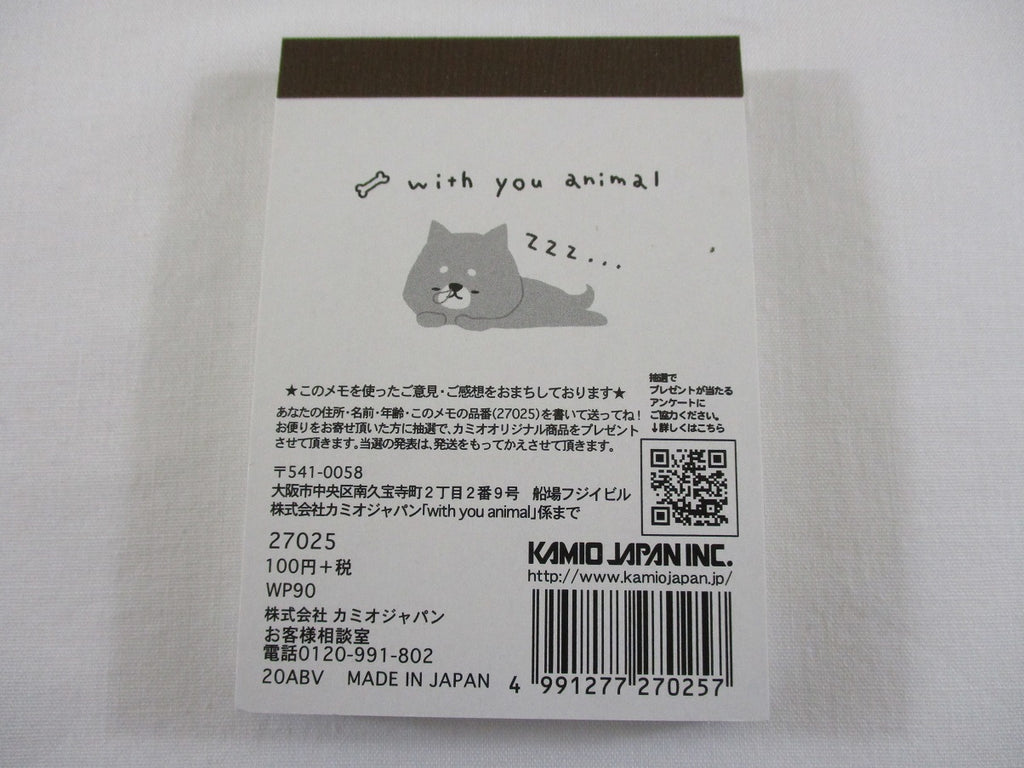 with you animal
zzz...
★このメモを使ったご意見・ご感想をおまちしております★
あなたの住所・名前・年齢・このメモの品番(27025)を書いて送ってね!
お便りをお寄せ頂いた方に抽選で、カミオオリジナル商品をプレゼント
させて頂きます。当選の発表は、発送をもってかえさせて頂きます。
抽選で
プレゼントが当たる
アンケートに
ご協力ください。
↓詳しくはこちら
〒541-0058
大阪市中央区南久宝寺町2丁目2番9号 船場フジイビル
株式会社カミオジャパン「with you animal」係まで
27025
100円+税
WP90
株式会社 カミオジャパン
お客様相談室
電話0120-991-802
20ABV MADE IN JAPAN
KAMIO JAPAN INC.
http://www.kamiojapan.jp/
4 991277 270257